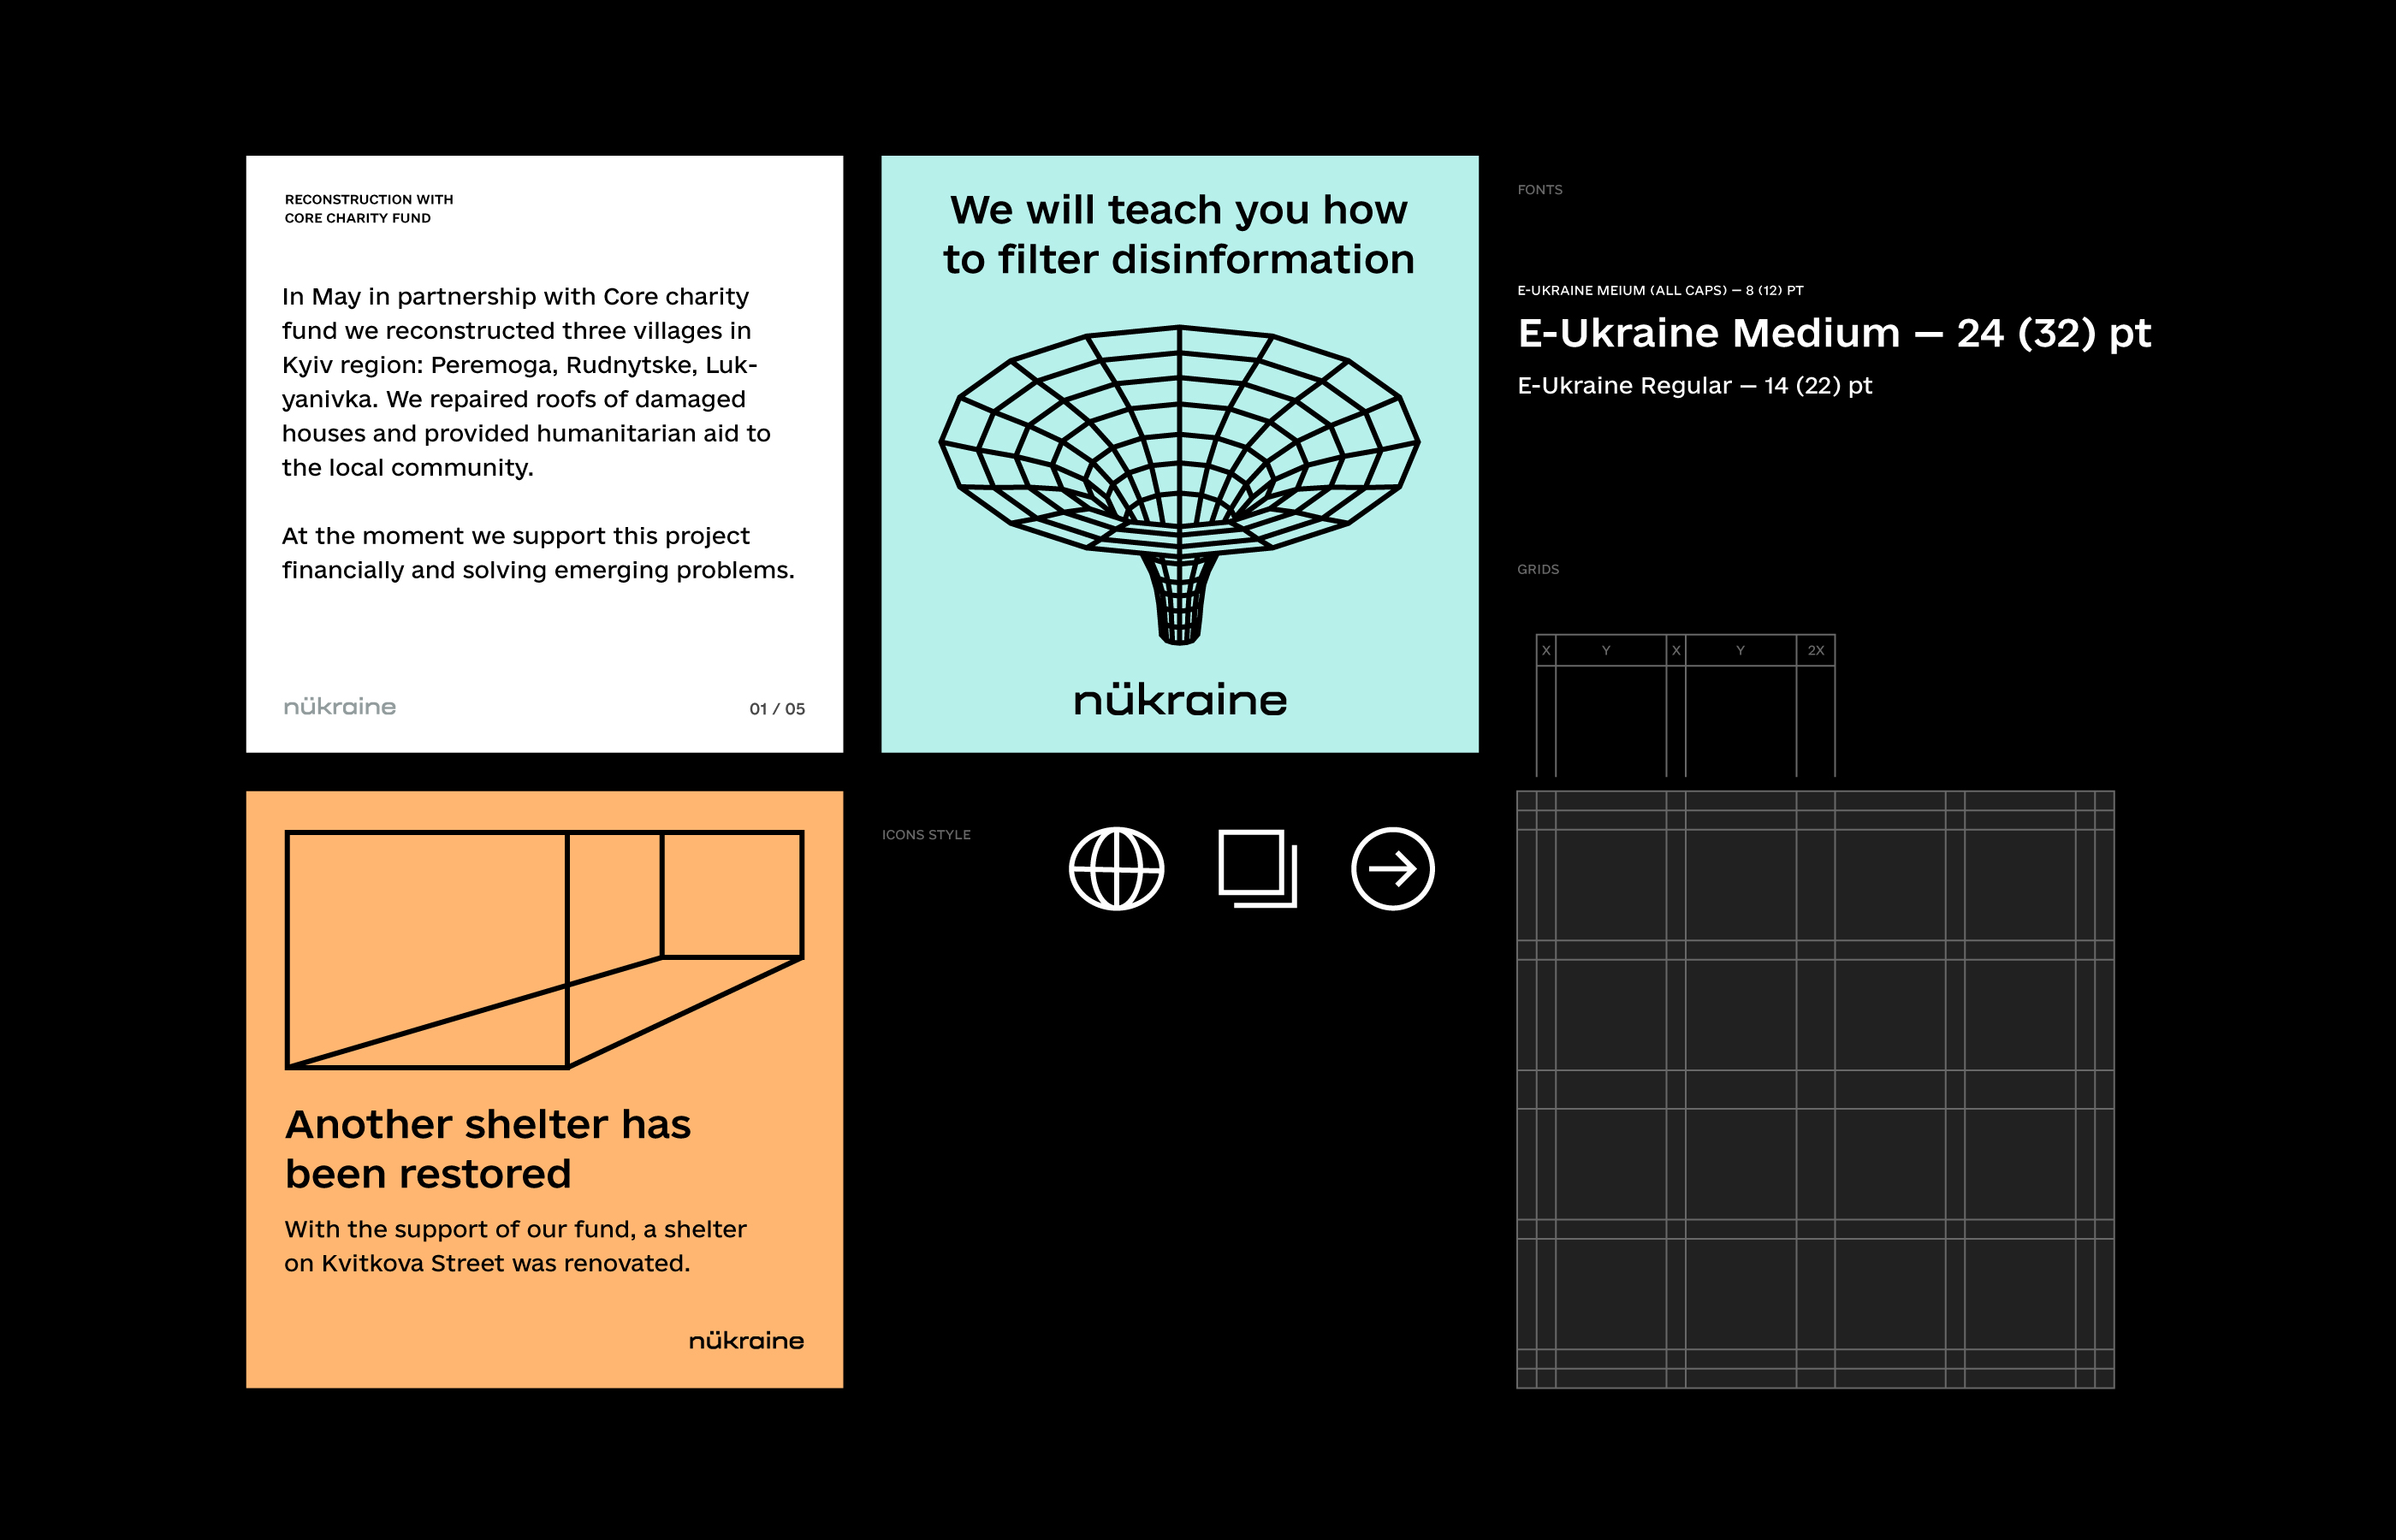 RECONSTRUCTION WITH
CORE CHARITY FUND
In May in partnership with Core charity
fund we reconstructed three villages in
Kyiv region: Peremoga, Rudnytske, Luk-
yanivka. We repaired roofs of damaged
houses and provided humanitarian aid to
the local community.
At the moment we support this project
financially and solving emerging problems.
nükraine
01 / 05
We will teach you how
to filter disinformation
nükraine
FONTS
E-UKRAINE MEIUM (ALL CAPS) — 8 (12) PT
E-Ukraine Medium — 24 (32) pt
E-Ukraine Regular — 14 (22) pt
GRIDS
X Y X Y 2X
Another shelter has
been restored
With the support of our fund, a shelter
on Kvitkova Street was renovated.
nükraine
ICONS STYLE